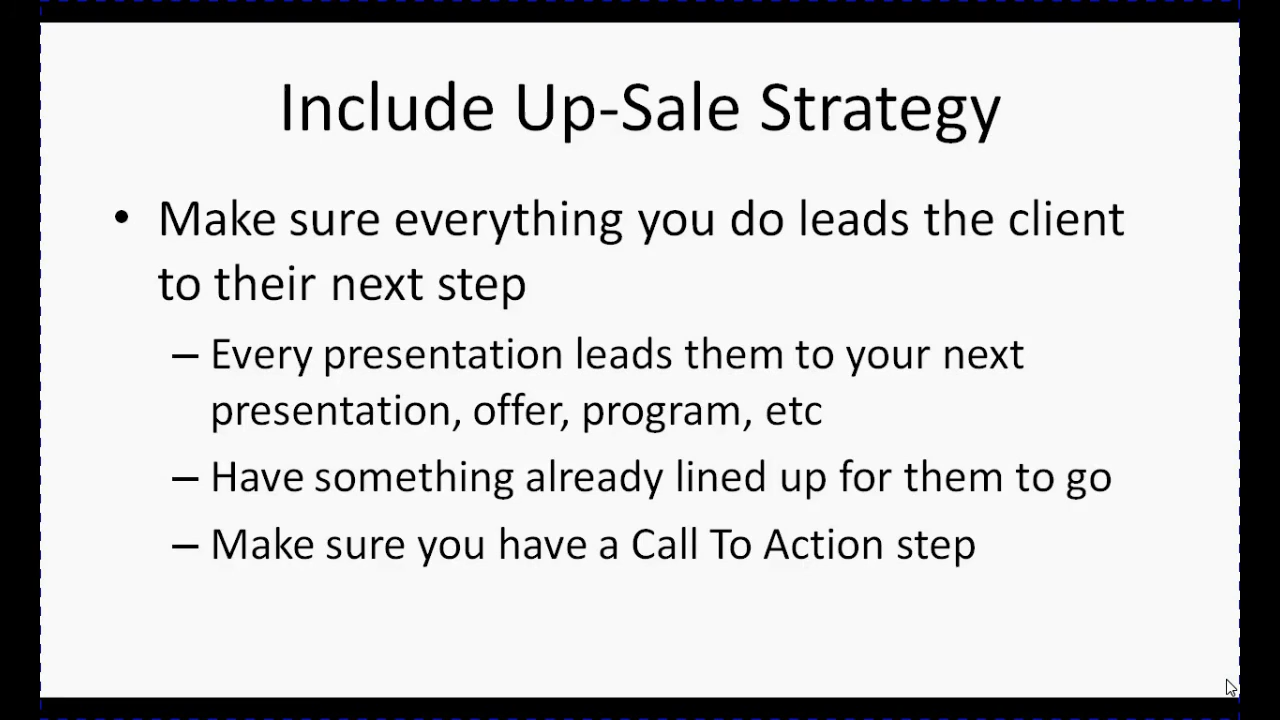 Include Up-Sale Strategy
• Make sure everything you do leads the client
to their next step
– Every presentation leads them to your next
presentation, offer, program, etc
– Have something already lined up for them to go
– Make sure you have a Call To Action step